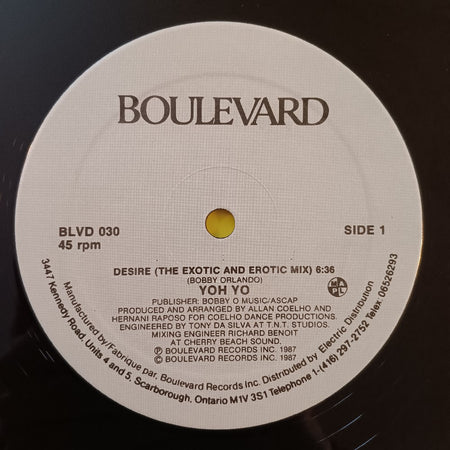 BOULEVARD
BLVD 030
45 rpm
SIDE 1
DESIRE (THE EXOTIC AND EROTIC MIX) 6:36
(BOBBY ORLANDO)
YOH YO
PUBLISHER: BOBBY O MUSIC/ASCAP
PRODUCED AND ARRANGED BY ALLAN COELHO and
HERNANI RAPOSO FOR COELHO DANCE PRODUCTIONS.
ENGINEERED BY TONY DA SILVA AT T.N.T. STUDIOS.
MIXING ENGINEER RICHARD BENOIT
AT CHERRY BEACH SOUND.
Ⓟ BOULEVARD RECORDS INC. 1987
© BOULEVARD RECORDS INC. 1987
M A P L
Manufactured by/Fabrique par, Boulevard Records Inc. Distributed by Electric Distribution
3447 Kennedy Road, Units 4 and 5, Scarborough, Ontario M1V 3S1 Telephone 1-(416) 297-2752 Telex 06526293